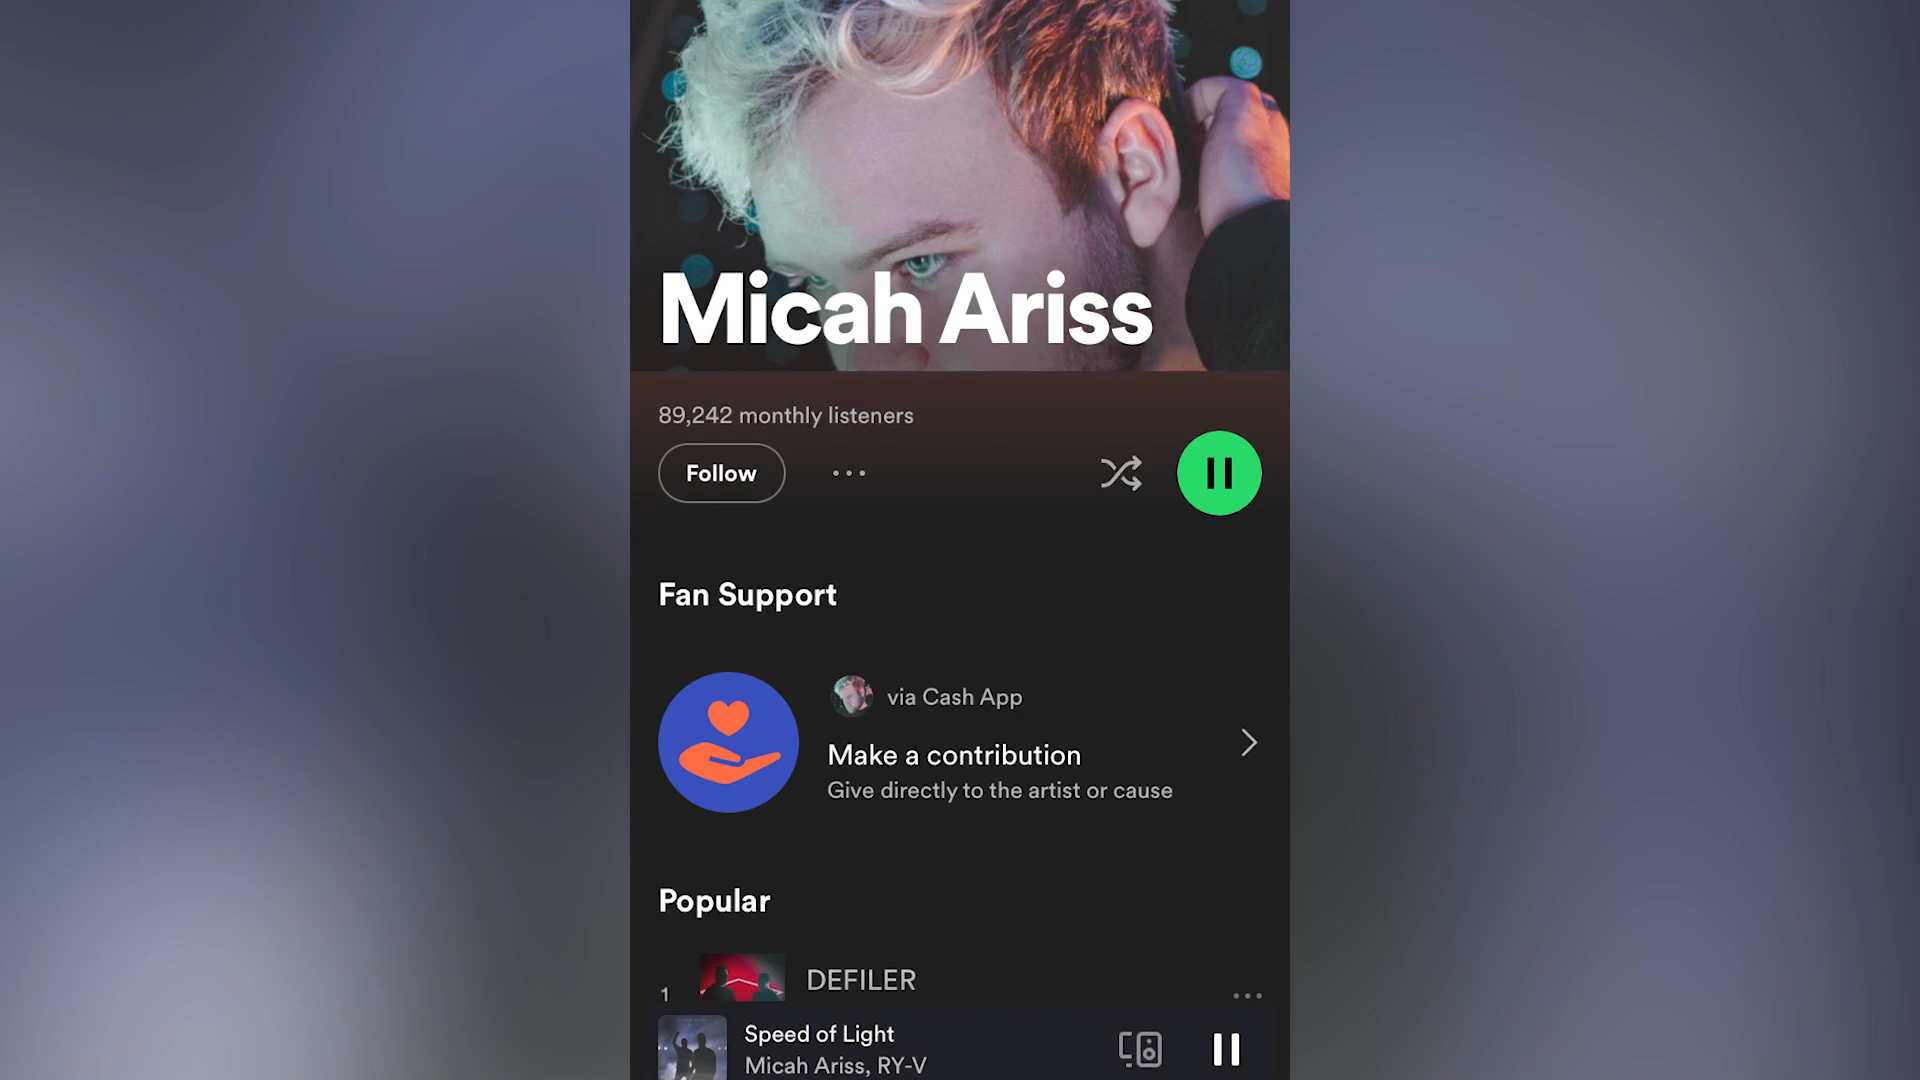 Micah Ariss
89,242 monthly listeners
Follow
Fan Support
via Cash App
Make a contribution
Give directly to the artist or cause
Popular
1
DEFILER
Speed of Light
Micah Ariss, RY-V